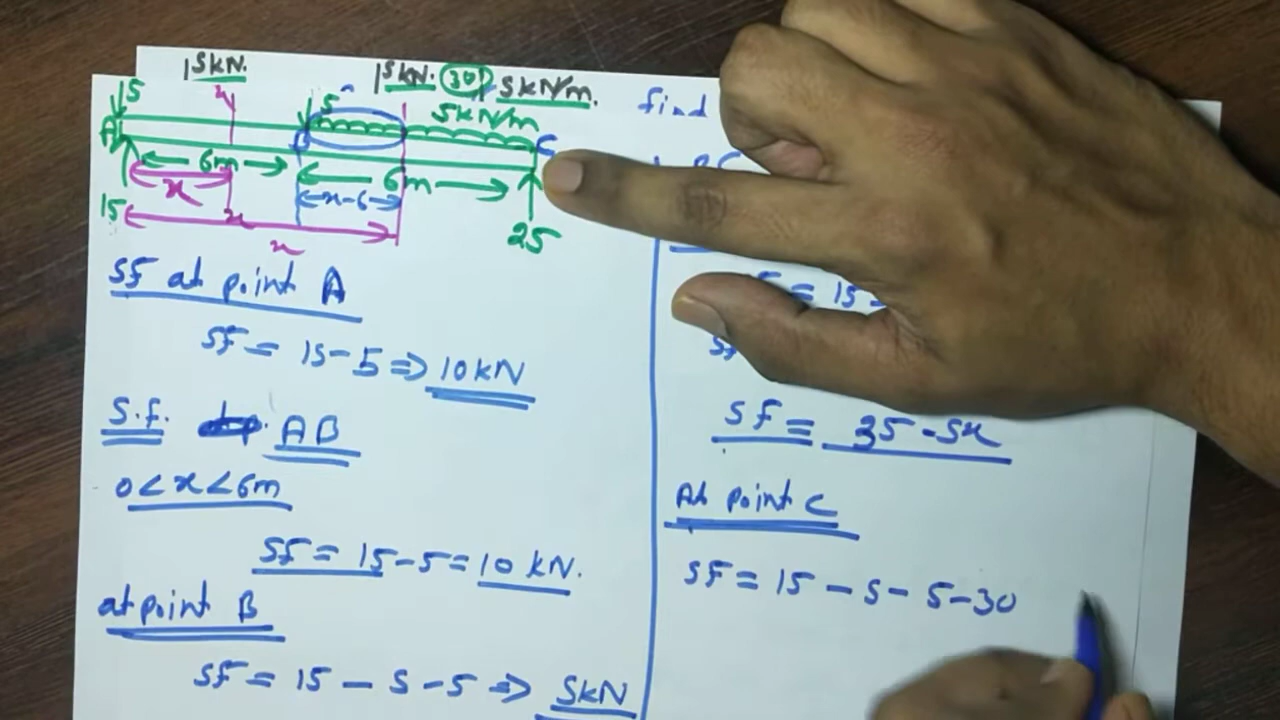 15kN. 15kN. 30 5kN/m.
5 5 5kN/m
A B C
6m 6m
x x-6
x
15 x 25
SF at point A
SF = 15-5 ⇒ 10kN
S.F. AB
0<x<6m
SF = 15-5 = 10 kN.
at point B
SF = 15 - 5 - 5 ⇒ 5kN
find
BC
= 15
SF = 35-5x
At point C
SF = 15 - 5 - 5-30